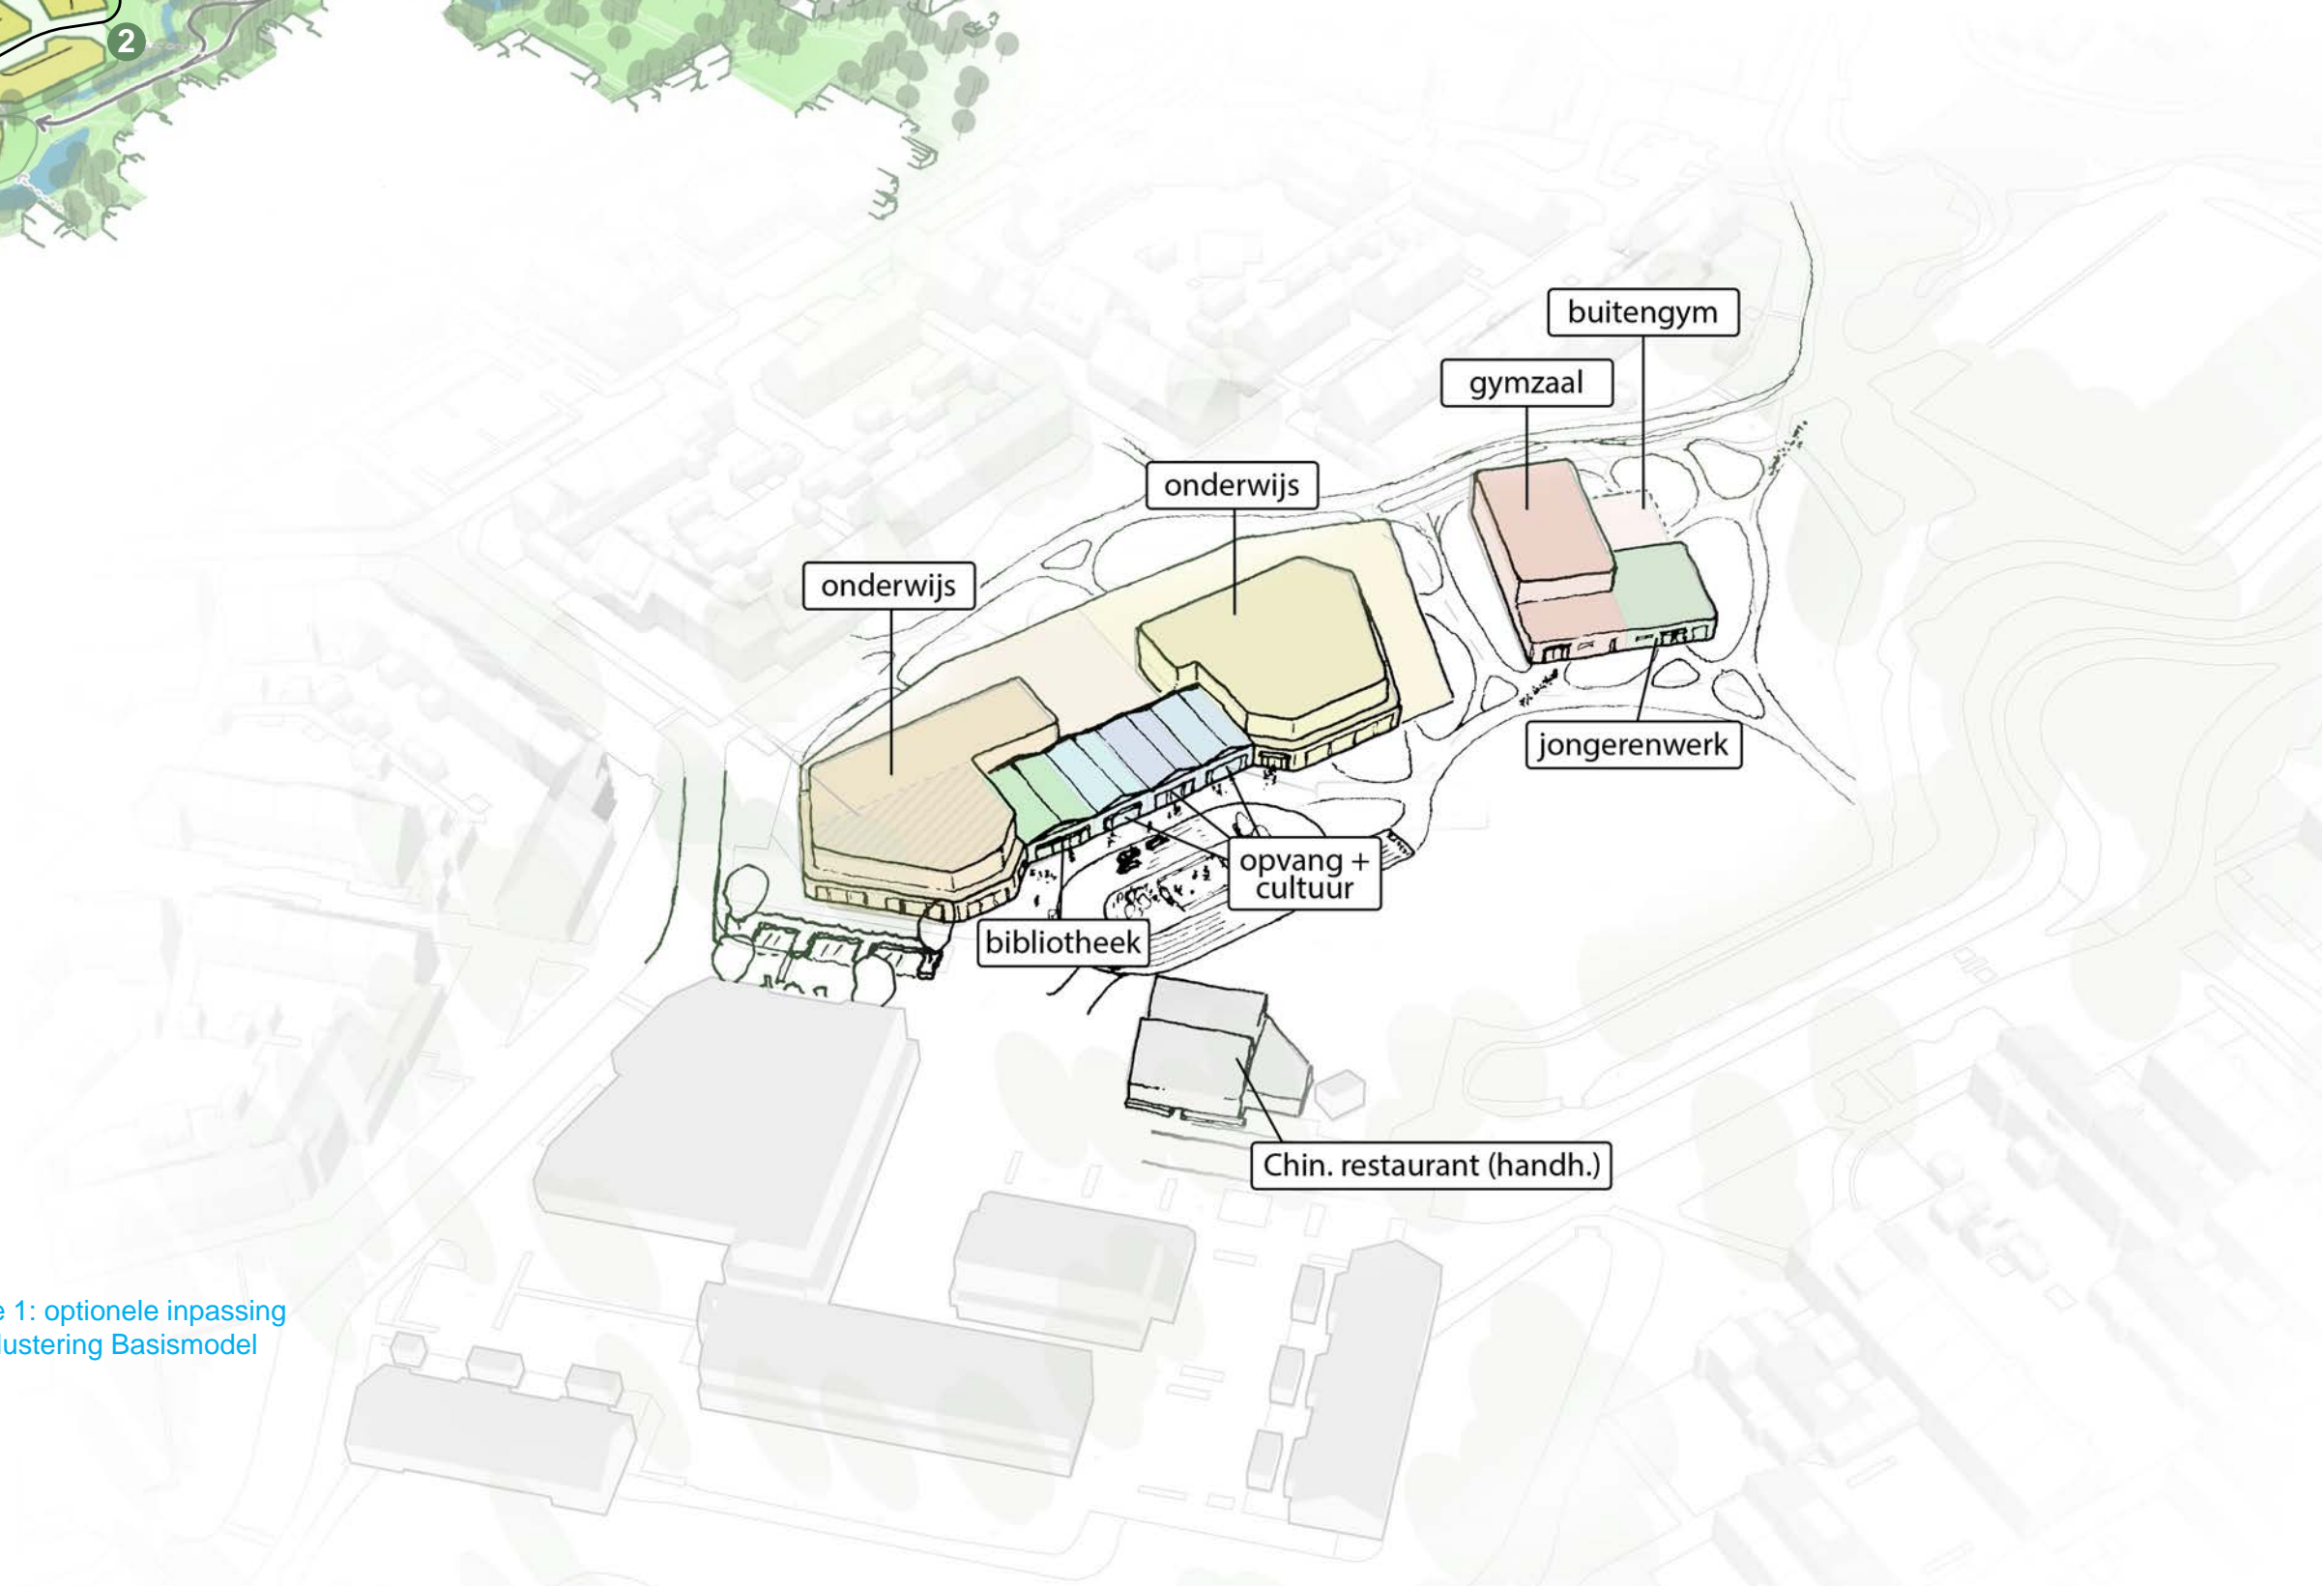 2
buitengym
gymzaal
onderwijs
onderwijs
jongerenwerk
opvang +
cultuur
bibliotheek
Chin. restaurant (handh.)
1: optionele inpassing
lustering Basismodel